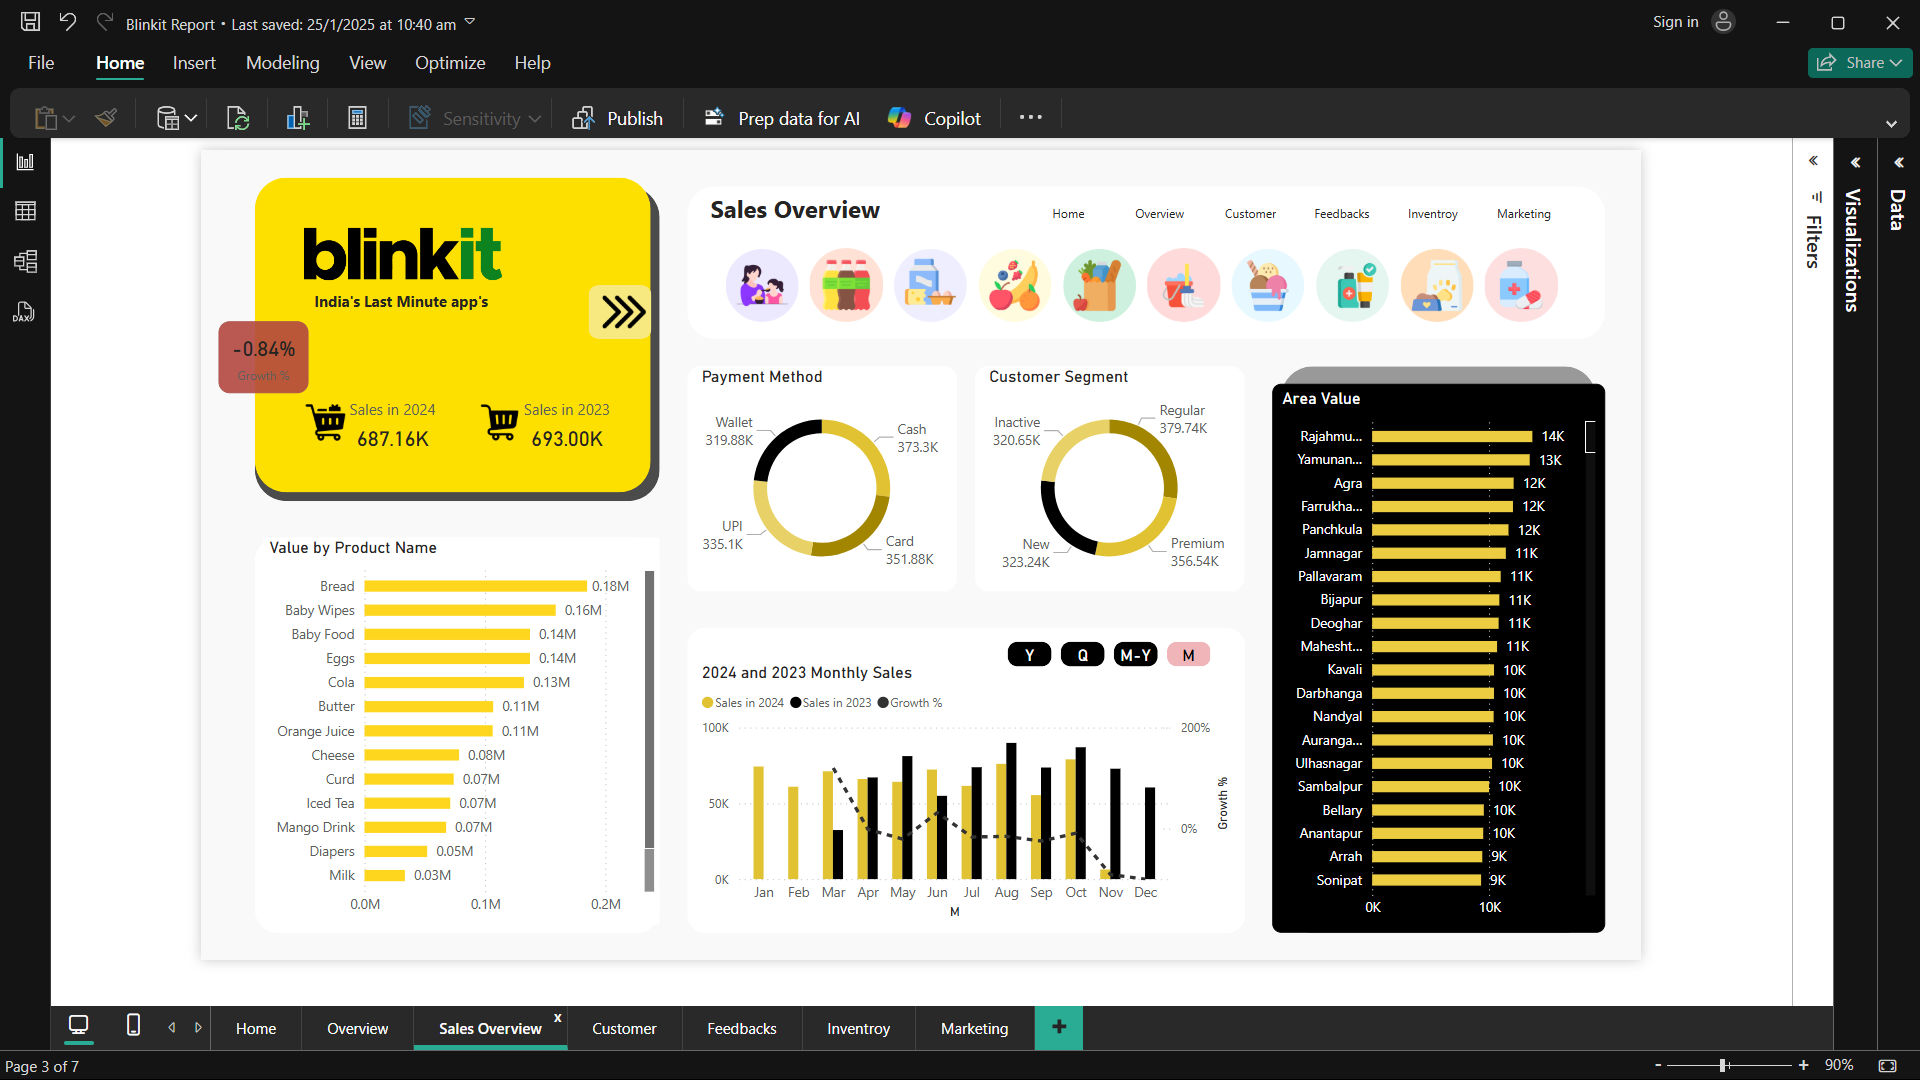 Blinkit Report • Last saved: 25/1/2025 at 10:40 am
Sign in
File Home Insert Modeling View Optimize Help
Share
Sensitivity
Publish
Prep data for AI
Copilot
DAX
blinkit
India's Last Minute app's
-0.84%
Growth %
Sales in 2024
687.16K
Sales in 2023
693.00K
Sales Overview
Home Overview Customer Feedbacks Inventroy Marketing
Payment Method
Wallet
319.88K
Cash
373.3K
UPI
335.1K
Card
351.88K
Customer Segment
Inactive
320.65K
Regular
379.74K
New
323.24K
Premium
356.54K
Area Value
Rajahmu... 14K
Yamunan... 13K
Agra 12K
Farrukha... 12K
Panchkula 12K
Jamnagar 11K
Pallavaram 11K
Bijapur 11K
Deoghar 11K
Mahesht... 11K
Kavali 10K
Darbhanga 10K
Nandyal 10K
Auranga... 10K
Ulhasnagar 10K
Sambalpur 10K
Bellary 10K
Anantapur 10K
Arrah 9K
Sonipat 9K
0K 10K
Value by Product Name
Bread 0.18M
Baby Wipes 0.16M
Baby Food 0.14M
Eggs 0.14M
Cola 0.13M
Butter 0.11M
Orange Juice 0.11M
Cheese 0.08M
Curd 0.07M
Iced Tea 0.07M
Mango Drink 0.07M
Diapers 0.05M
Milk 0.03M
0.0M 0.1M 0.2M
Y Q M-Y M
2024 and 2023 Monthly Sales
Sales in 2024 Sales in 2023 Growth %
100K
50K
0K
200%
0%
Growth %
Jan Feb Mar Apr May Jun Jul Aug Sep Oct Nov Dec
M
Filters
Visualizations
Data
Home Overview Sales Overview x Customer Feedbacks Inventroy Marketing +
Page 3 of 7
- + 90%